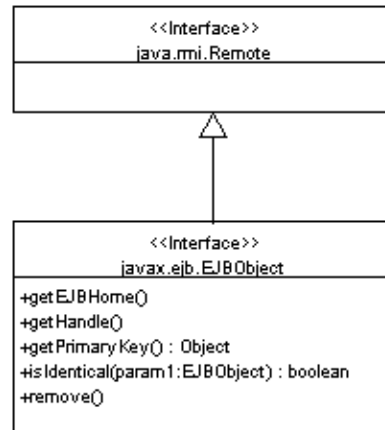 <<Interface>>
java.rmi.Remote
<<Interface>>
javax.ejb.EJBObject
+getEJBHome()
+getHandle()
+getPrimaryKey() : Object
+isIdentical(param1:EJBObject) : boolean
+remove()